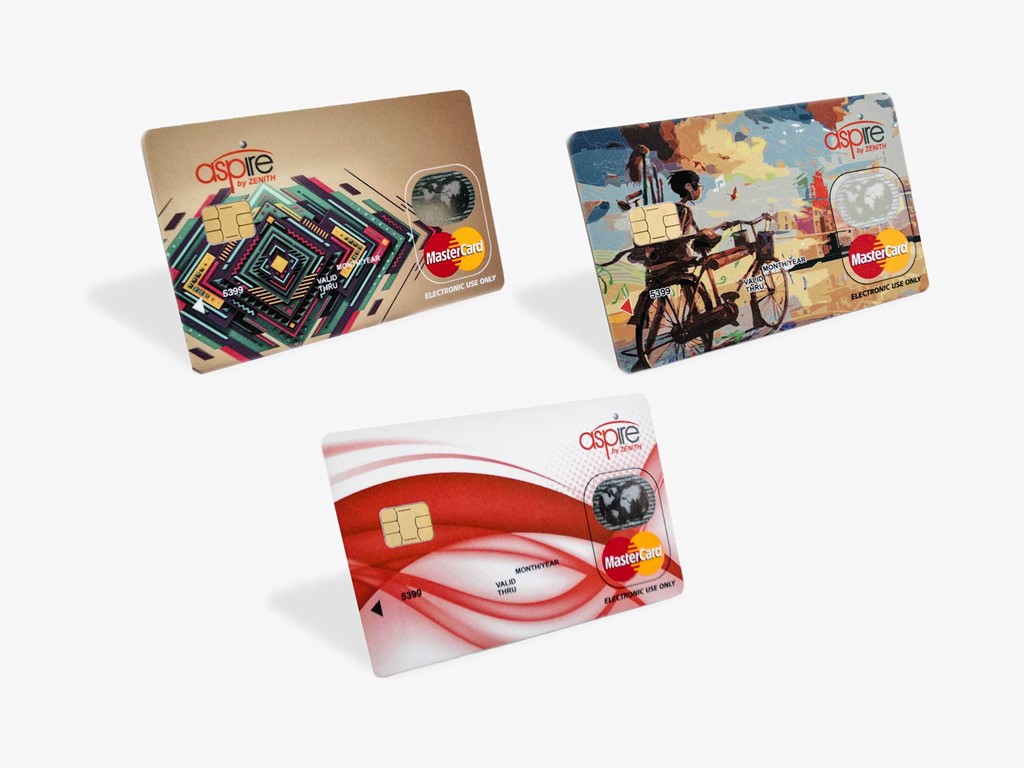 aspire
by ZENITH
MasterCard
MONTH/YEAR
VALID
THRU
5399
ELECTRONIC USE ONLY
aspire
by ZENITH
MasterCard
MONTH/YEAR
VALID
THRU
5399
ELECTRONIC USE ONLY
aspire
by ZENITH
MasterCard
MONTH/YEAR
VALID
THRU
5399
ELECTRONIC USE ONLY